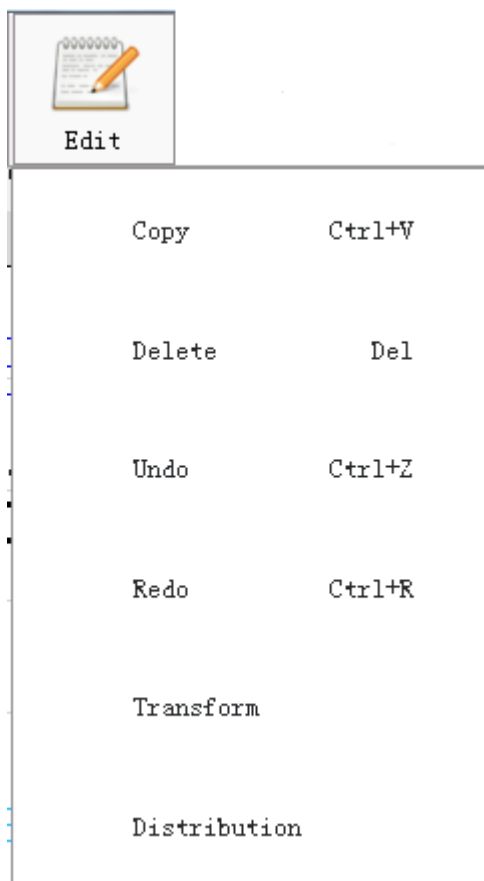 Edit
Copy Ctrl+V
Delete Del
Undo Ctrl+Z
Redo Ctrl+R
Transform
Distribution